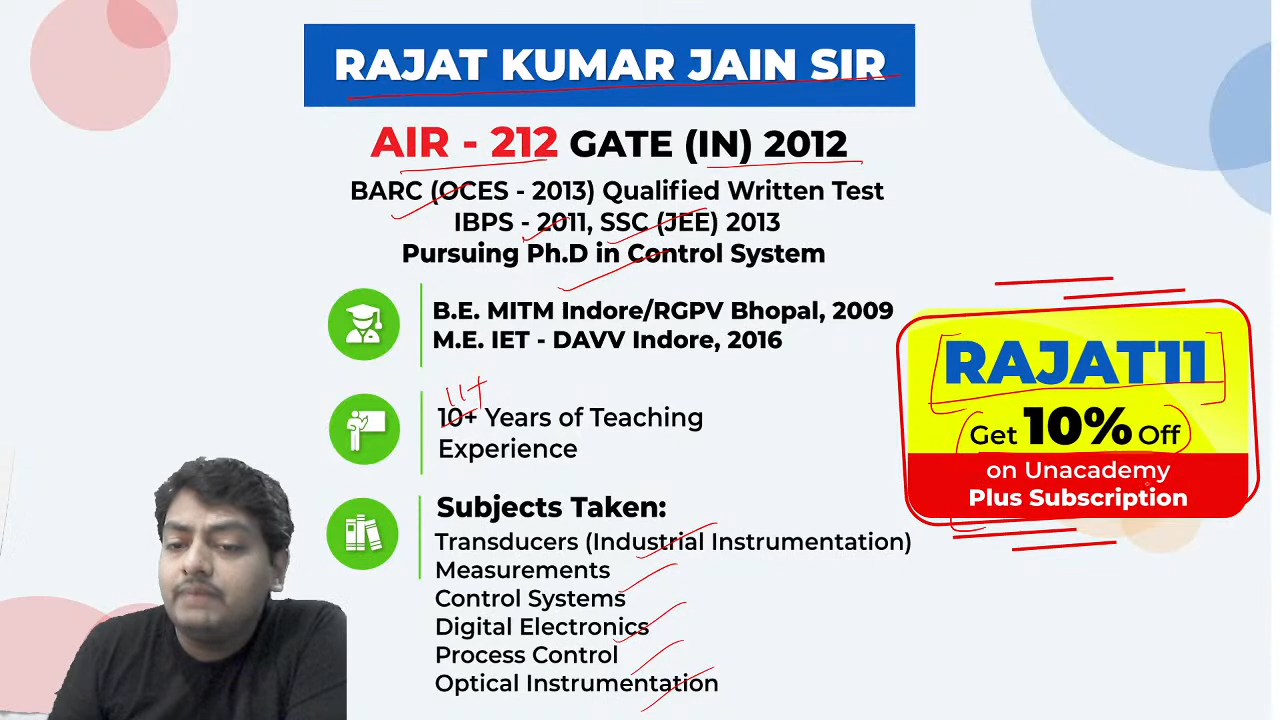 RAJAT KUMAR JAIN SIR
AIR - 212 GATE (IN) 2012
BARC (OCES - 2013) Qualified Written Test
IBPS - 2011, SSC (JEE) 2013
Pursuing Ph.D in Control System
B.E. MITM Indore/RGPV Bhopal, 2009
M.E. IET - DAVV Indore, 2016
11+
10+ Years of Teaching
Experience
Subjects Taken:
Transducers (Industrial Instrumentation)
Measurements
Control Systems
Digital Electronics
Process Control
Optical Instrumentation
RAJAT11
Get 10% Off
on Unacademy
Plus Subscription